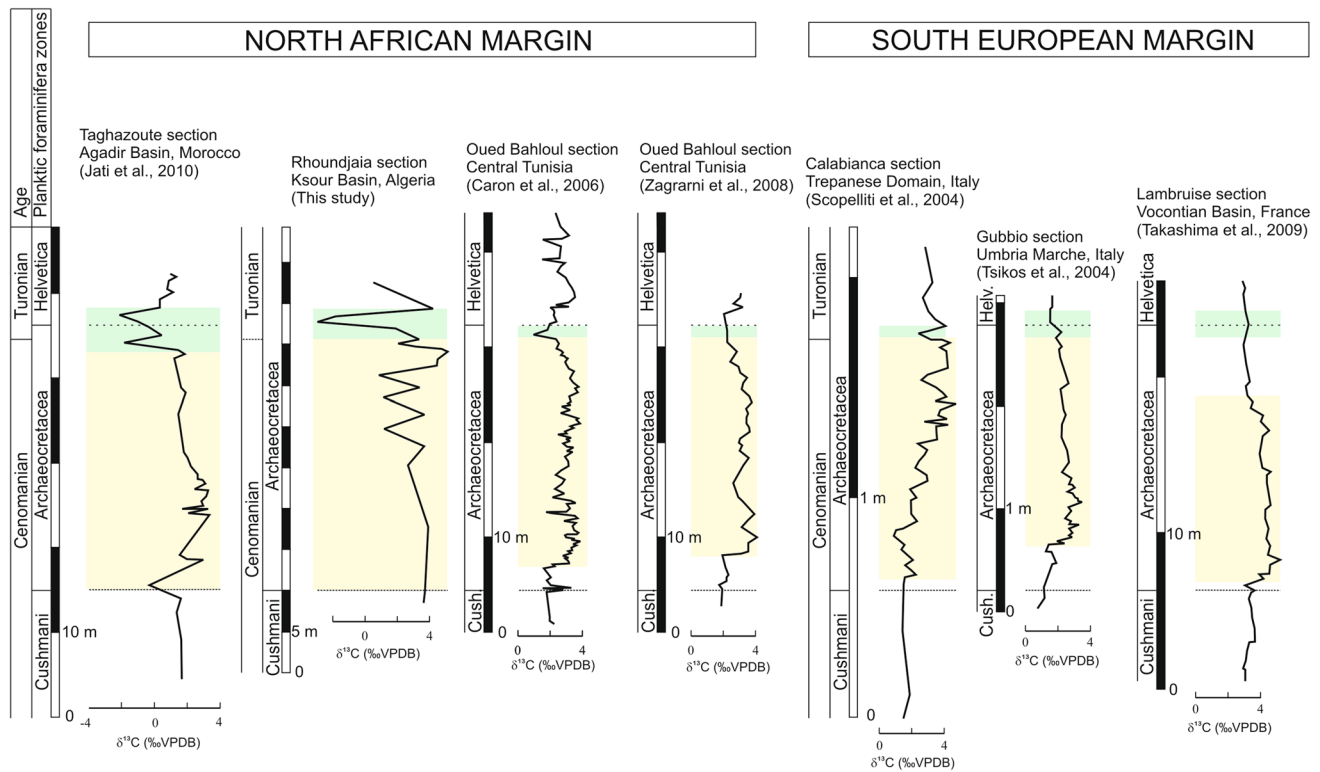 NORTH AFRICAN MARGIN
SOUTH EUROPEAN MARGIN
Age
Planktic foraminifera zones
Taghazoute section
Agadir Basin, Morocco
(Jati et al., 2010)
Turonian
Cenomanian
Helvetica
Archaeocretacea
Cushmani
10 m
0
-4 0 4
δ¹³C (‰VPDB)
Rhoundjaia section
Ksour Basin, Algeria
(This study)
Turonian
Cenomanian
Archaeocretacea
Cushmani
5 m
0
0 4
δ¹³C (‰VPDB)
Oued Bahloul section
Central Tunisia
(Caron et al., 2006)
Helvetica
Archaeocretacea
Cush.
10 m
0
0 4
δ¹³C (‰VPDB)
Oued Bahloul section
Central Tunisia
(Zagrarni et al., 2008)
Helvetica
Archaeocretacea
Cush.
10 m
0
0 4
δ¹³C (‰VPDB)
Calabianca section
Trepanese Domain, Italy
(Scopelliti et al., 2004)
Turonian
Cenomanian
Archaeocretacea
Cushmani
1 m
0
0 4
δ¹³C (‰VPDB)
Gubbio section
Umbria Marche, Italy
(Tsikos et al., 2004)
Helv.
Archaeocretacea
Cush.
1 m
0
0 4
δ¹³C (‰VPDB)
Lambruise section
Vocontian Basin, France
(Takashima et al., 2009)
Helvetica
Archaeocretacea
Cushmani
10 m
0
0 4
δ¹³C (‰VPDB)